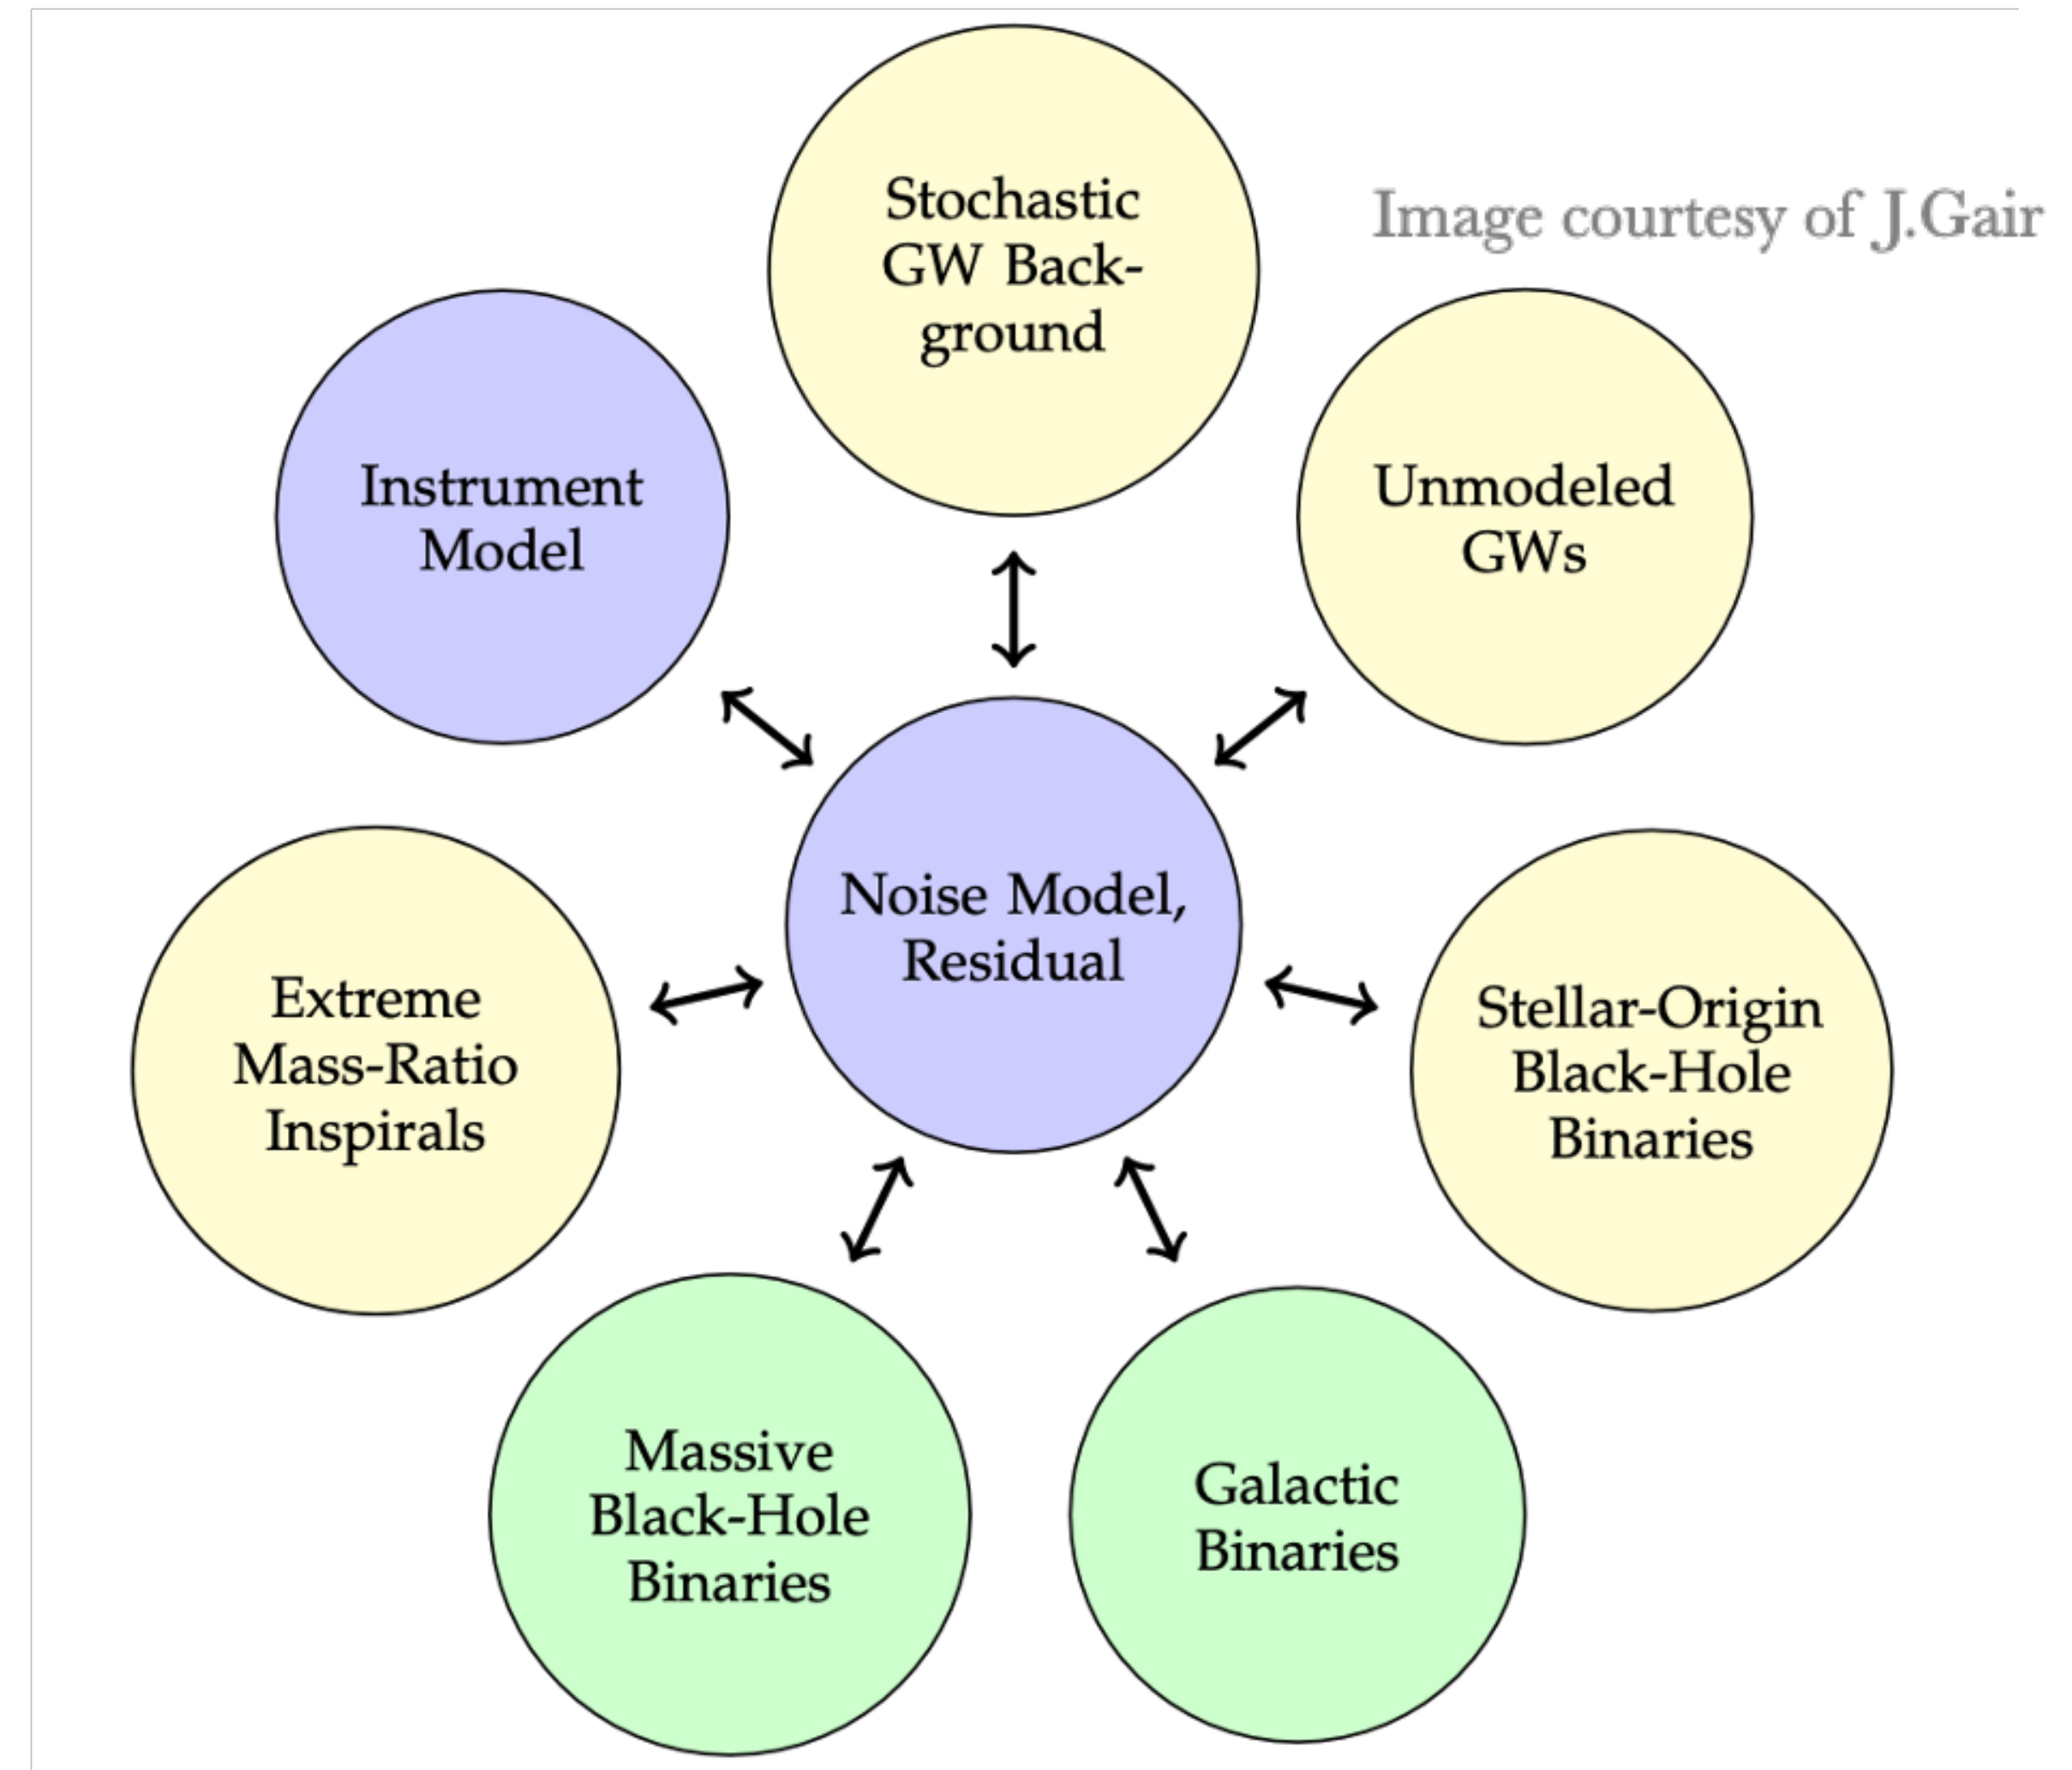 Stochastic
GW Back-
ground
Image courtesy of J.Gair
Instrument
Model
Unmodeled
GWs
Noise Model,
Residual
Extreme
Mass-Ratio
Inspirals
Stellar-Origin
Black-Hole
Binaries
Massive
Black-Hole
Binaries
Galactic
Binaries